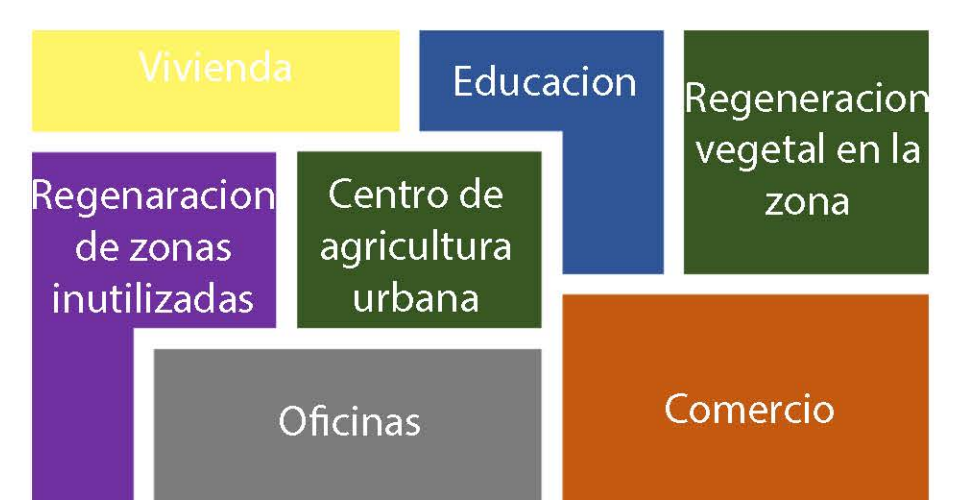 Vivienda
Educacion
Regeneracion
vegetal en la
zona
Regenaracion
de zonas
inutilizadas
Centro de
agricultura
urbana
Oficinas
Comercio